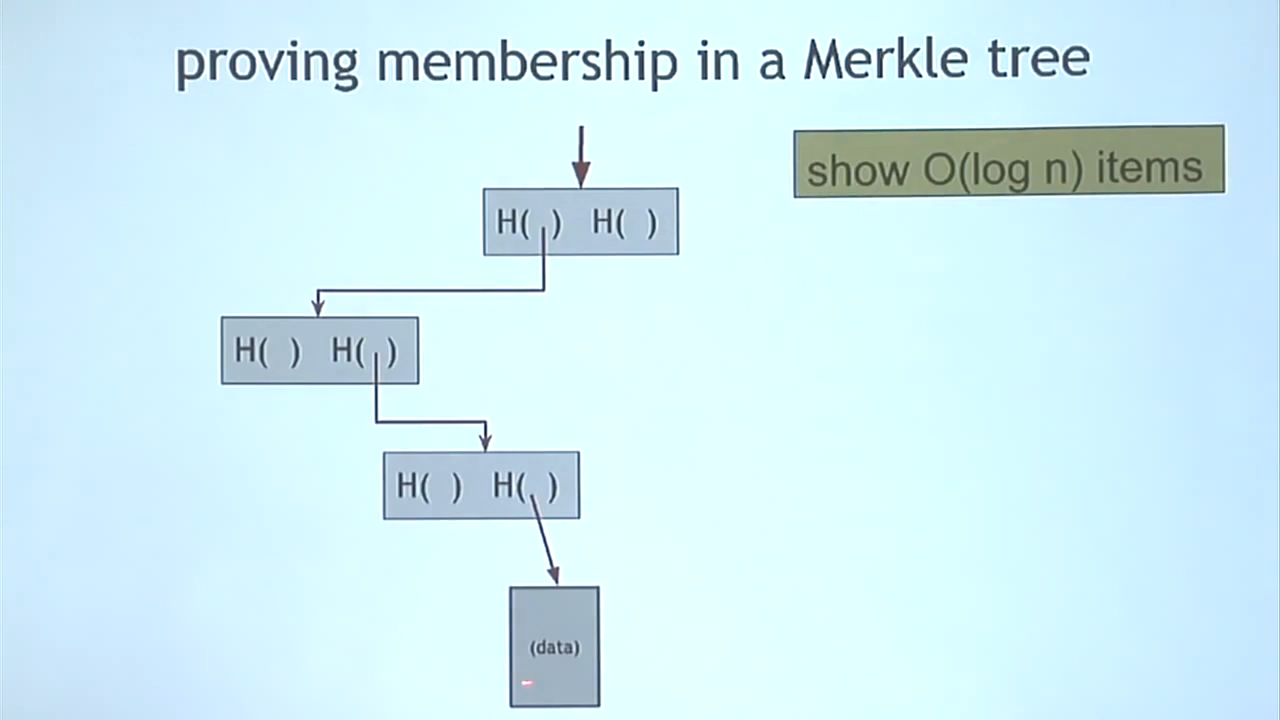 proving membership in a Merkle tree
show O(log n) items
H( ) H( )
H( ) H( )
H( ) H( )
(data)